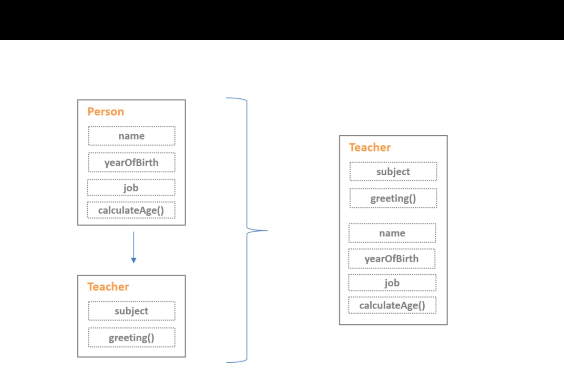 Person
name
yearOfBirth
job
calculateAge()
Teacher
subject
greeting()
Teacher
subject
greeting()
name
yearOfBirth
job
calculateAge()